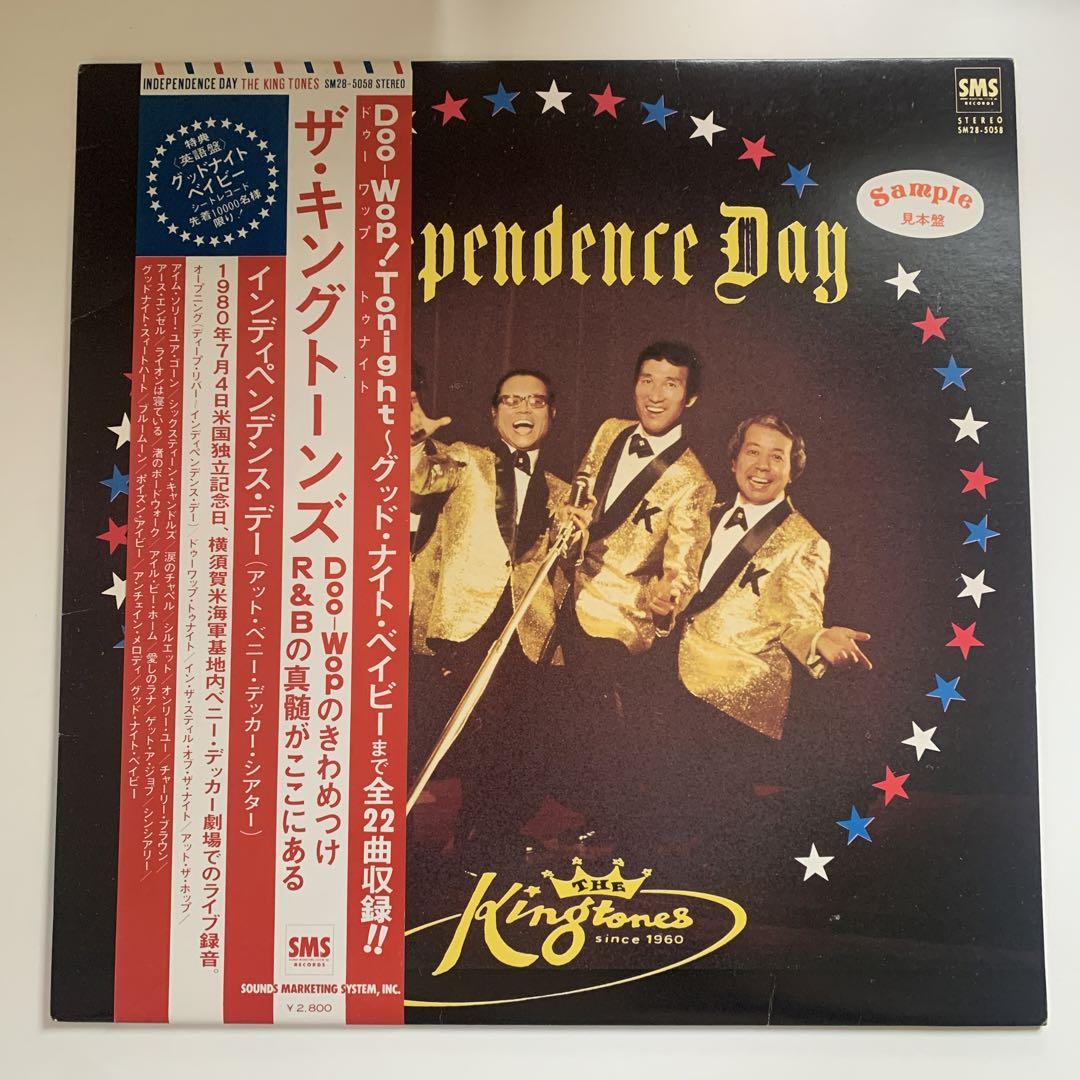 INDEPENDENCE DAY THE KING TONES SM28-5058 STEREO
特典
〈英語盤〉
グッドナイト
ベイビー
シートレコード
先着10000名様
限り!
Doo-Wop! Tonight～グッド・ナイト・ベイビーまで全22曲収録!!
ドゥー ワップ トゥナイト
ザ・キングトーンズ
Doo-Wopのきわめつけ
R&Bの真髄がここにある
インディペンデンス・デー(アット・ベニー・デッカー・シアター)
1980年7月4日米国独立記念日、横須賀米海軍基地内ベニー・デッカー劇場でのライブ録音。
オープニング(ディープ・リバー〜インディペンデンス・デー)/ドゥーワップ・トゥナイト/イン・ザ・スティル・オブ・ザ・ナイト/アット・ザ・ホップ/
アイム・ソリー・ユア・ゴーン/シックスティーン・キャンドルズ/涙のチャペル/シルエット/オンリー・ユー/チャーリー・ブラウン/
アース・エンゼル/ライオンは寝ている/渚のボードウォーク/アイル・ビー・ホーム/愛しのラナ/ゲット・ア・ジョブ/シンシアリー/
グッドナイト・スィートハート/ブルームーン/ポイズン・アイビー/アンチェイン・メロディ/グッド・ナイト・ベイビー
SMS
RECORDS
SOUNDS MARKETING SYSTEM, INC.
¥2,800
pendence Day
SMS
RECORDS
STEREO
SM28-5058
Sample
見本盤
K
K
K
THE
Kingtones
since 1960